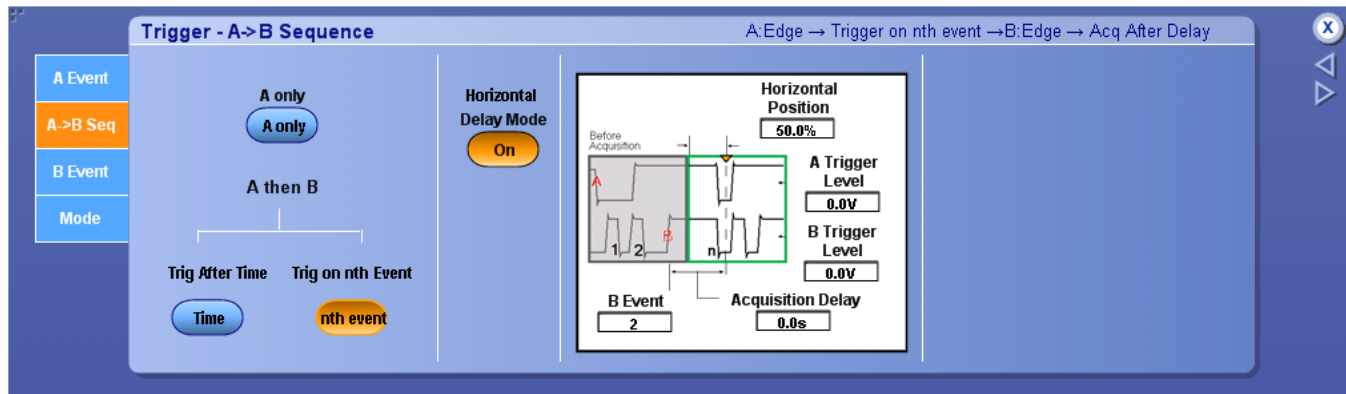 Trigger - A->B Sequence
A:Edge → Trigger on nth event →B:Edge → Acq After Delay
X
A Event
A->B Seq
B Event
Mode
A only
A only
A then B
Trig After Time
Trig on nth Event
Time
nth event
Horizontal
Delay Mode
On
Horizontal
Position
50.0%
Before
Acquisition
A
A Trigger
Level
0.0V
B Trigger
Level
0.0V
1 2
B
n
B Event
2
Acquisition Delay
0.0s